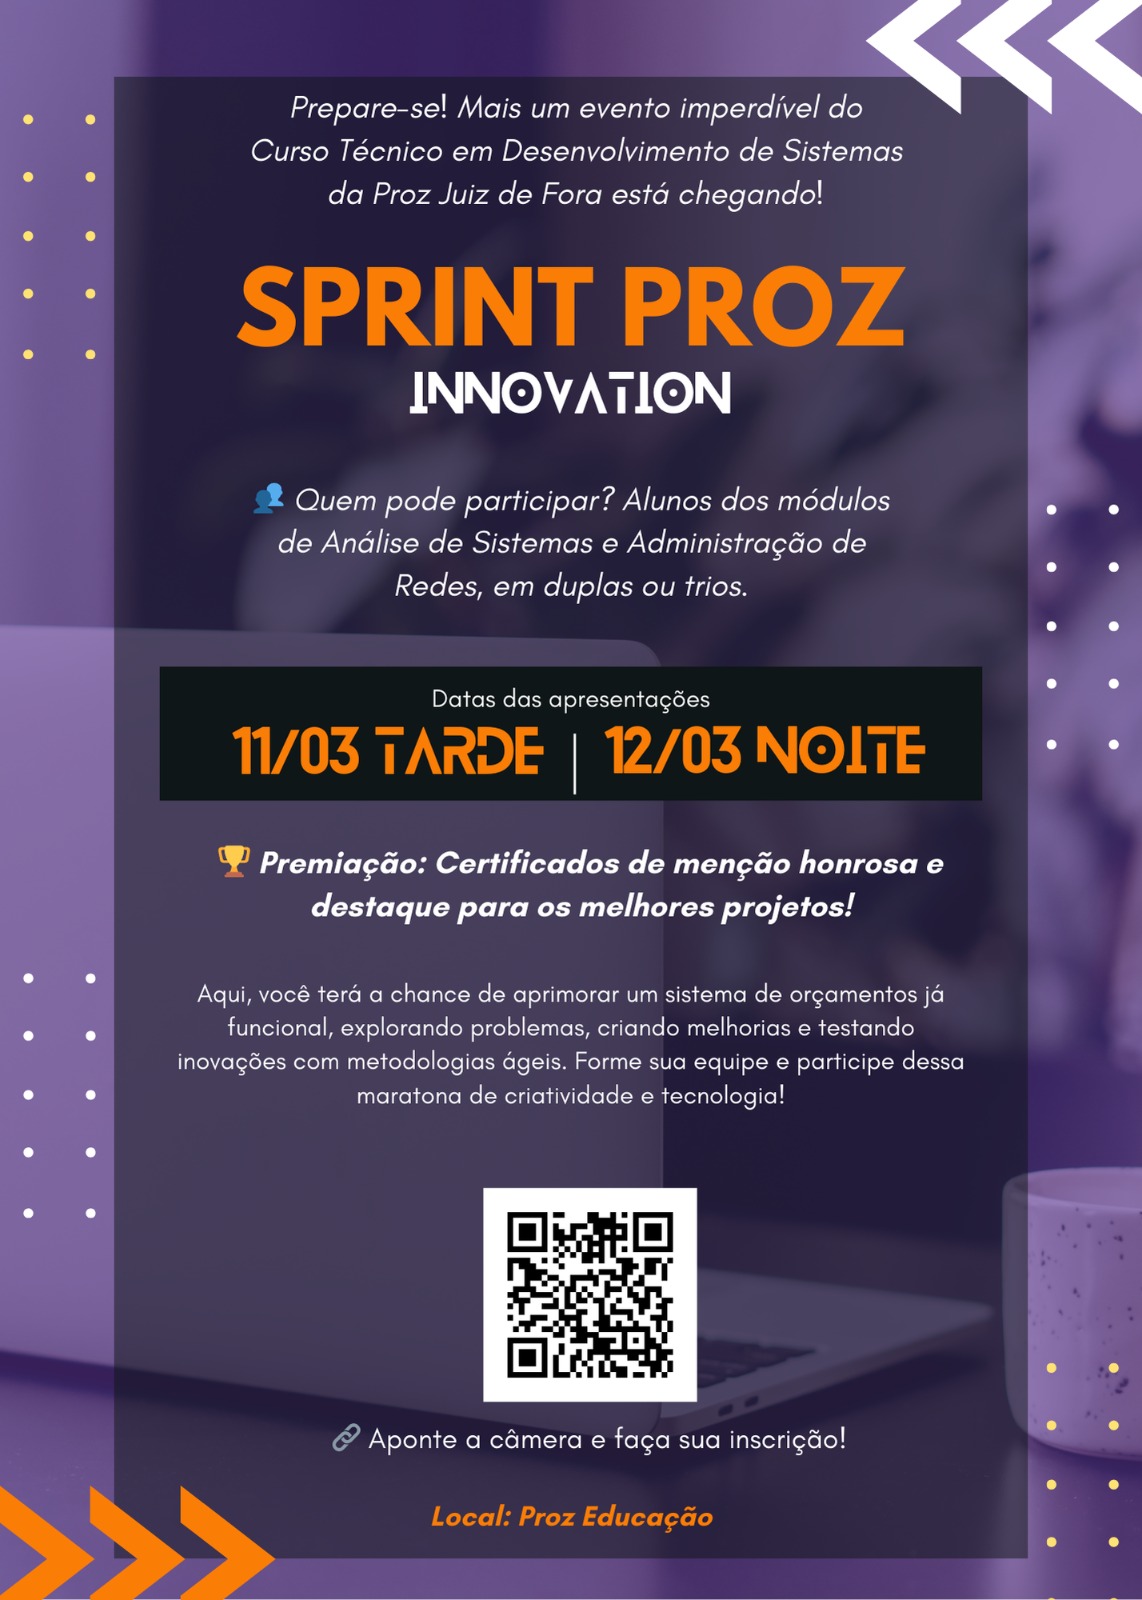 Prepare-se! Mais um evento imperdível do
Curso Técnico em Desenvolvimento de Sistemas
da Proz Juiz de Fora está chegando!
SPRINT PROZ
INNOVATION
👥 Quem pode participar? Alunos dos módulos
de Análise de Sistemas e Administração de
Redes, em duplas ou trios.
Datas das apresentações
11/03 TARDE | 12/03 NOITE
🏆 Premiação: Certificados de menção honrosa e
destaque para os melhores projetos!
Aqui, você terá a chance de aprimorar um sistema de orçamentos já
funcional, explorando problemas, criando melhorias e testando
inovações com metodologias ágeis. Forme sua equipe e participe dessa
maratona de criatividade e tecnologia!
🔗 Aponte a câmera e faça sua inscrição!
Local: Proz Educação